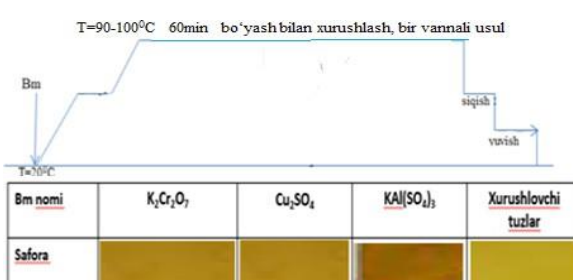 T=90-100⁰C 60min bo‘yash bilan xurushlash, bir vannali usul
Bm
siqish
yuvish
T=20⁰C
Bm nomi K₂Cr₂O₇ Cu₂SO₄ KAl(SO₄)₃ Xurushlovchi tuzlar
Safora